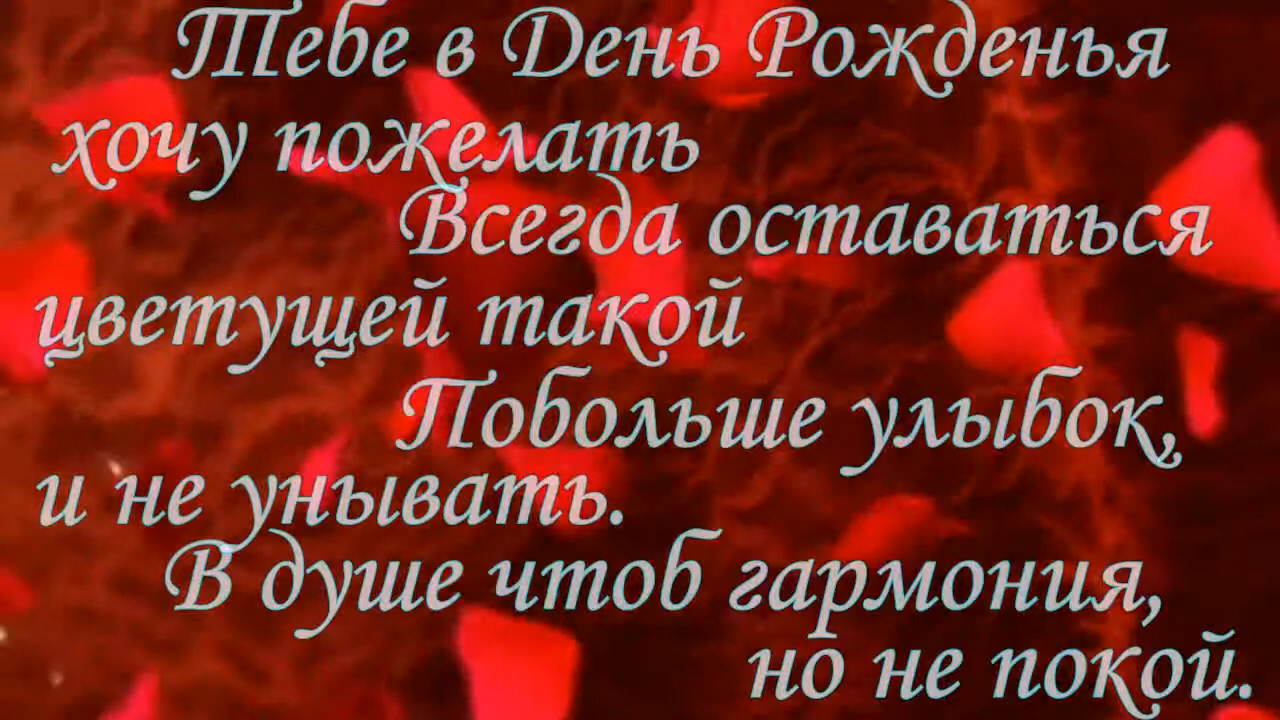 Тебе в День Рожденья
хочу пожелать
Всегда оставаться
цветущей такой
Побольше улыбок,
и не унывать.
В душе чтоб гармония,
но не покой.